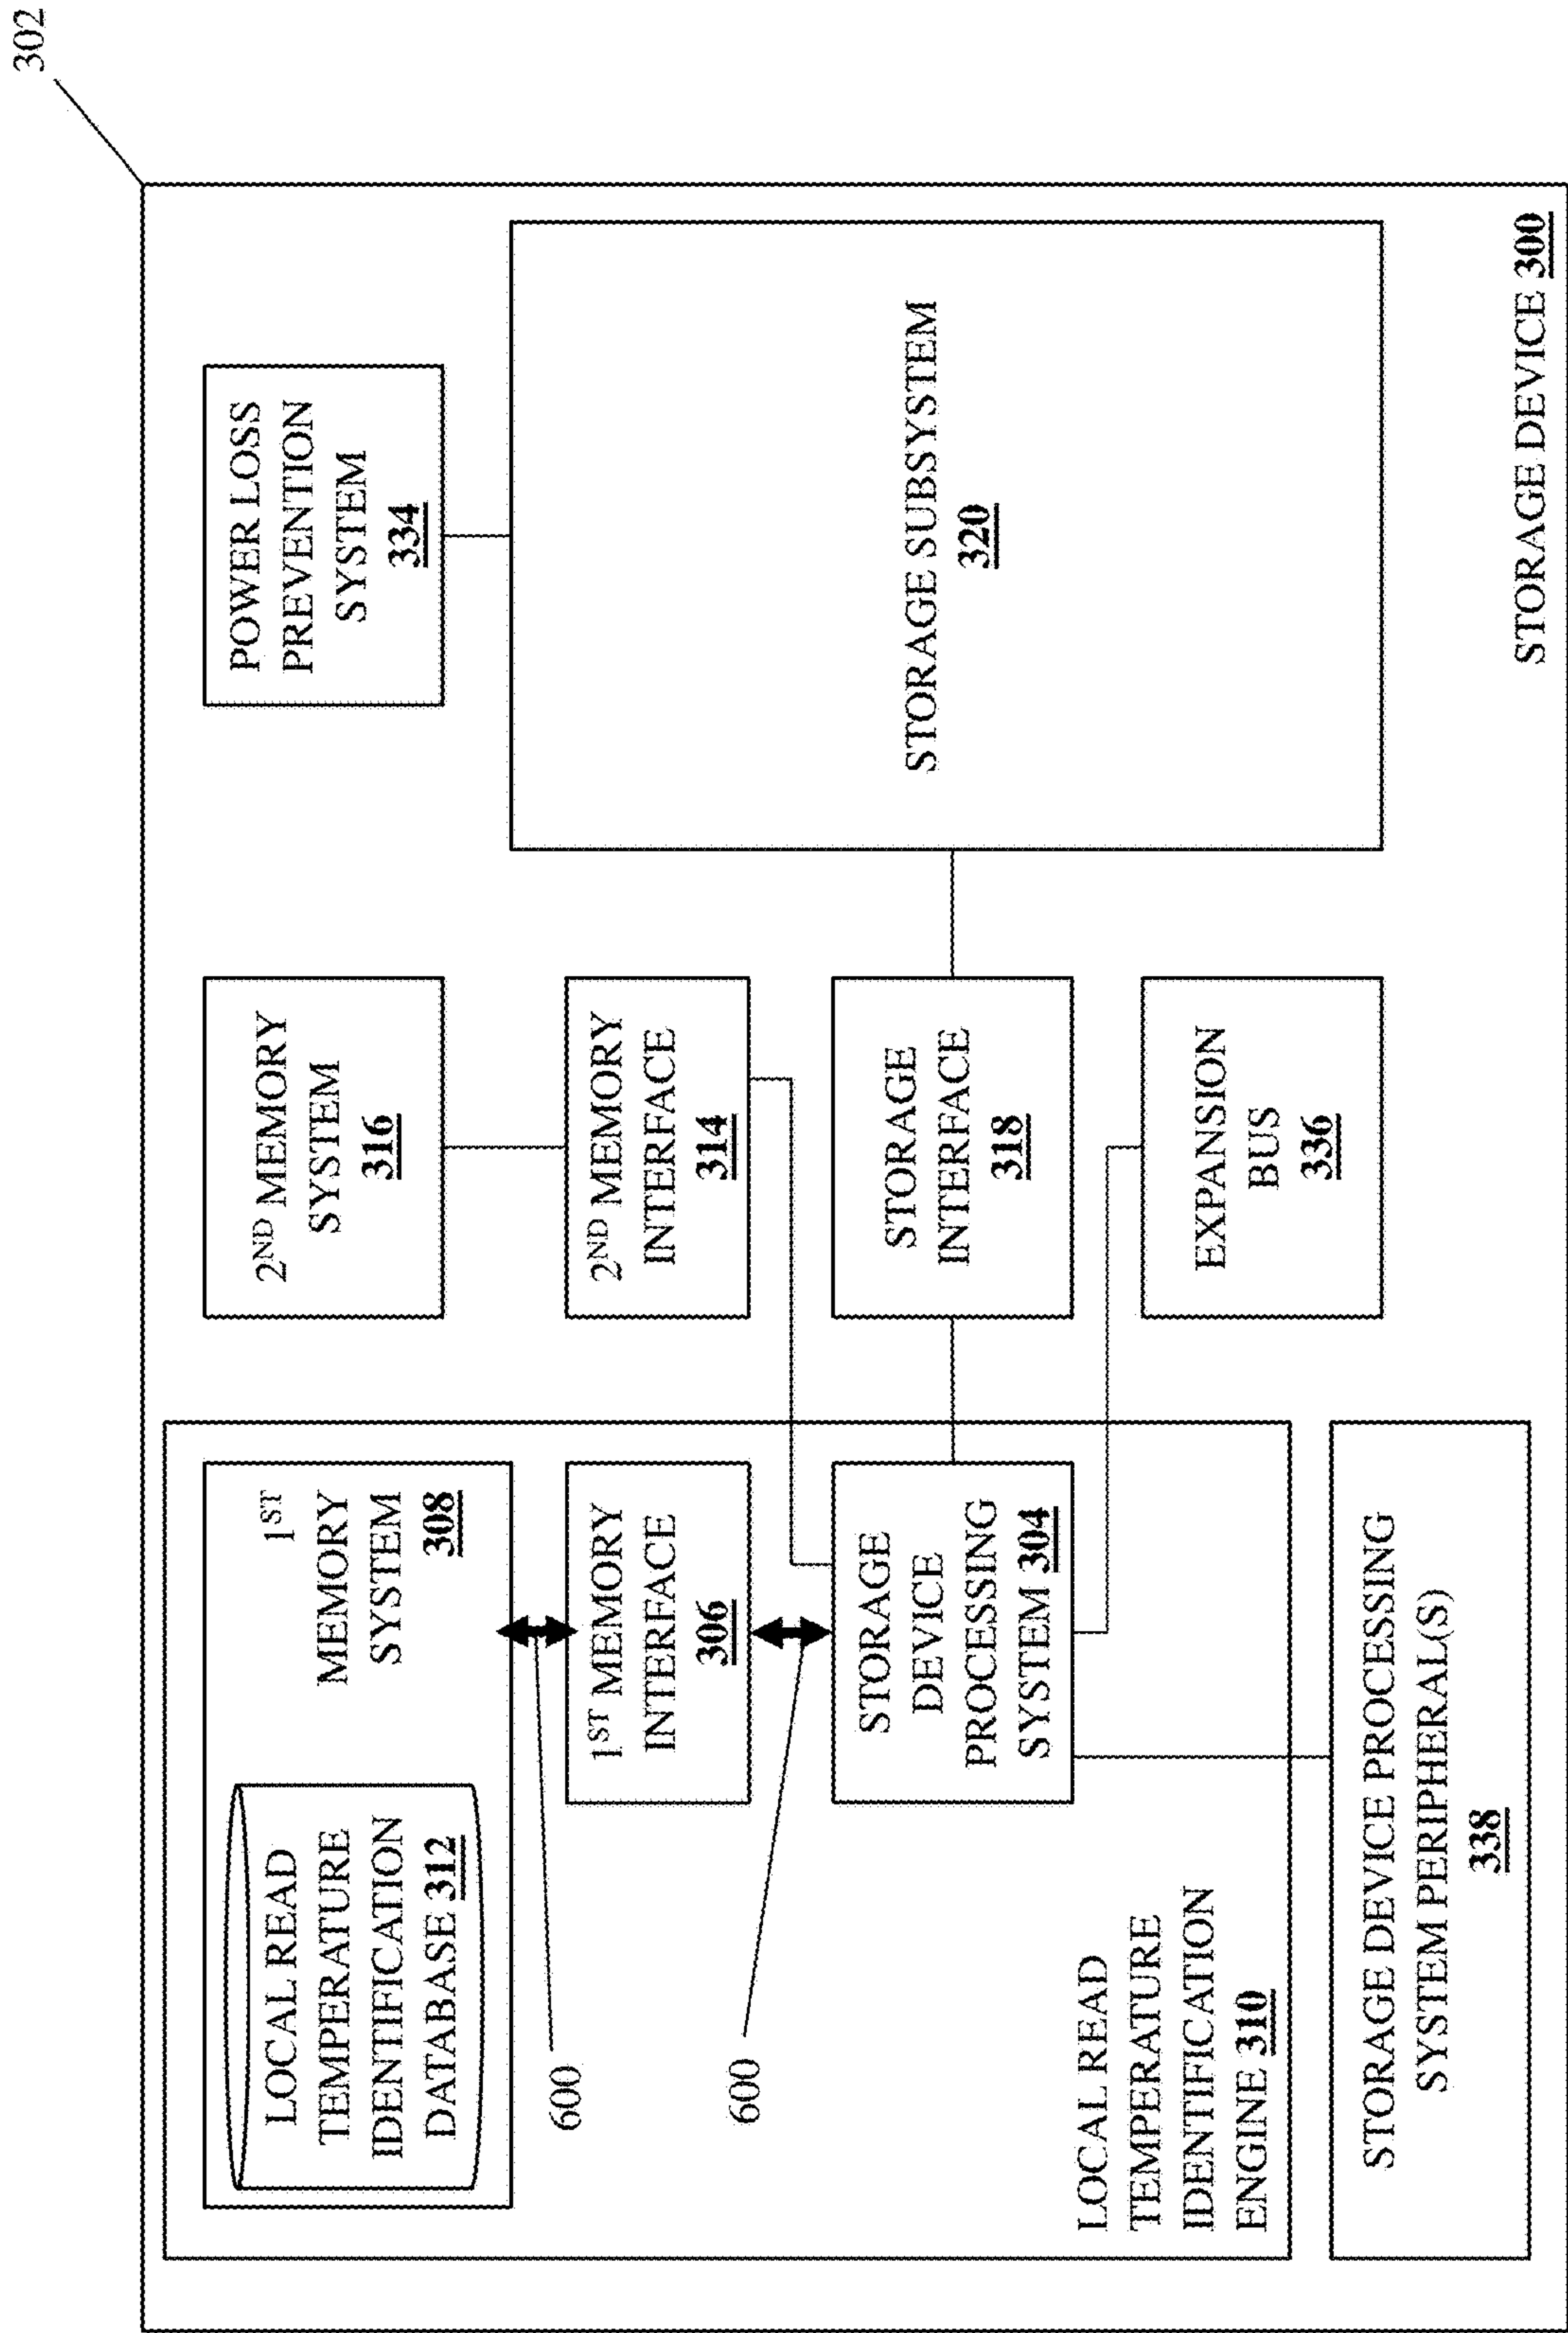 302
LOCAL READ
TEMPERATURE
IDENTIFICATION
DATABASE 312
1ST
MEMORY
SYSTEM
308
2ND MEMORY
SYSTEM
316
POWER LOSS
PREVENTION
SYSTEM
334
600
1ST MEMORY
INTERFACE
306
2ND MEMORY
INTERFACE
314
600
STORAGE
DEVICE
PROCESSING
SYSTEM 304
STORAGE
INTERFACE
318
STORAGE SUBSYSTEM
320
LOCAL READ
TEMPERATURE
IDENTIFICATION
ENGINE 310
EXPANSION
BUS
336
STORAGE DEVICE PROCESSING
SYSTEM PERIPHERAL(S)
338
STORAGE DEVICE 300